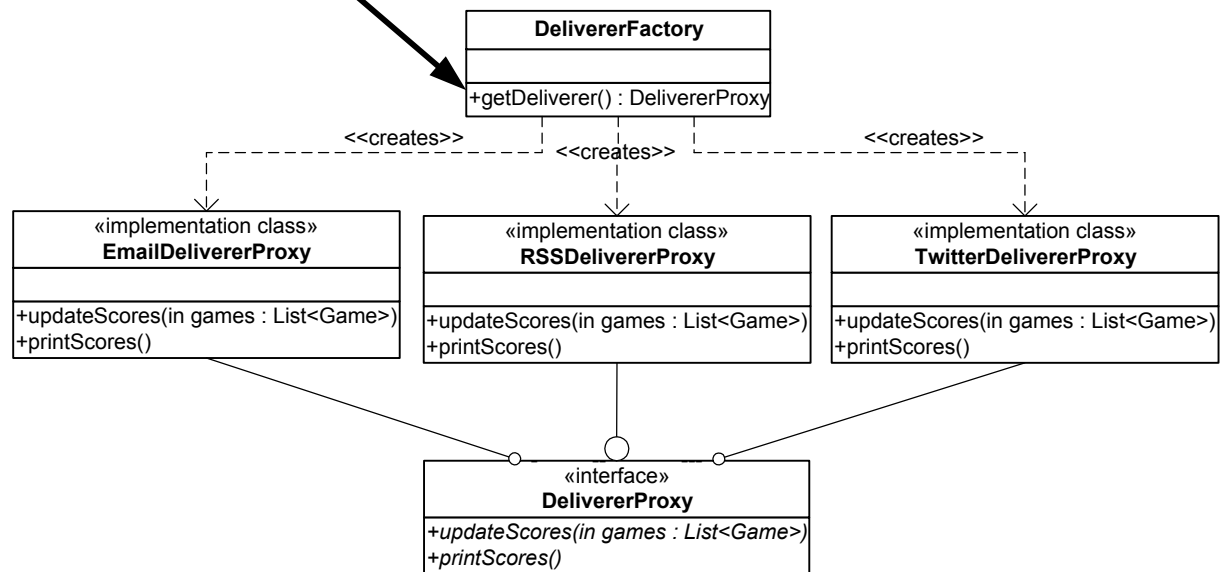 DelivererFactory
+getDeliverer() : DelivererProxy
<<creates>>
<<creates>>
<<creates>>
«implementation class»
EmailDelivererProxy
+updateScores(in games : List<Game>)
+printScores()
«implementation class»
RSSDelivererProxy
+updateScores(in games : List<Game>)
+printScores()
«implementation class»
TwitterDelivererProxy
+updateScores(in games : List<Game>)
+printScores()
«interface»
DelivererProxy
+updateScores(in games : List<Game>)
+printScores()